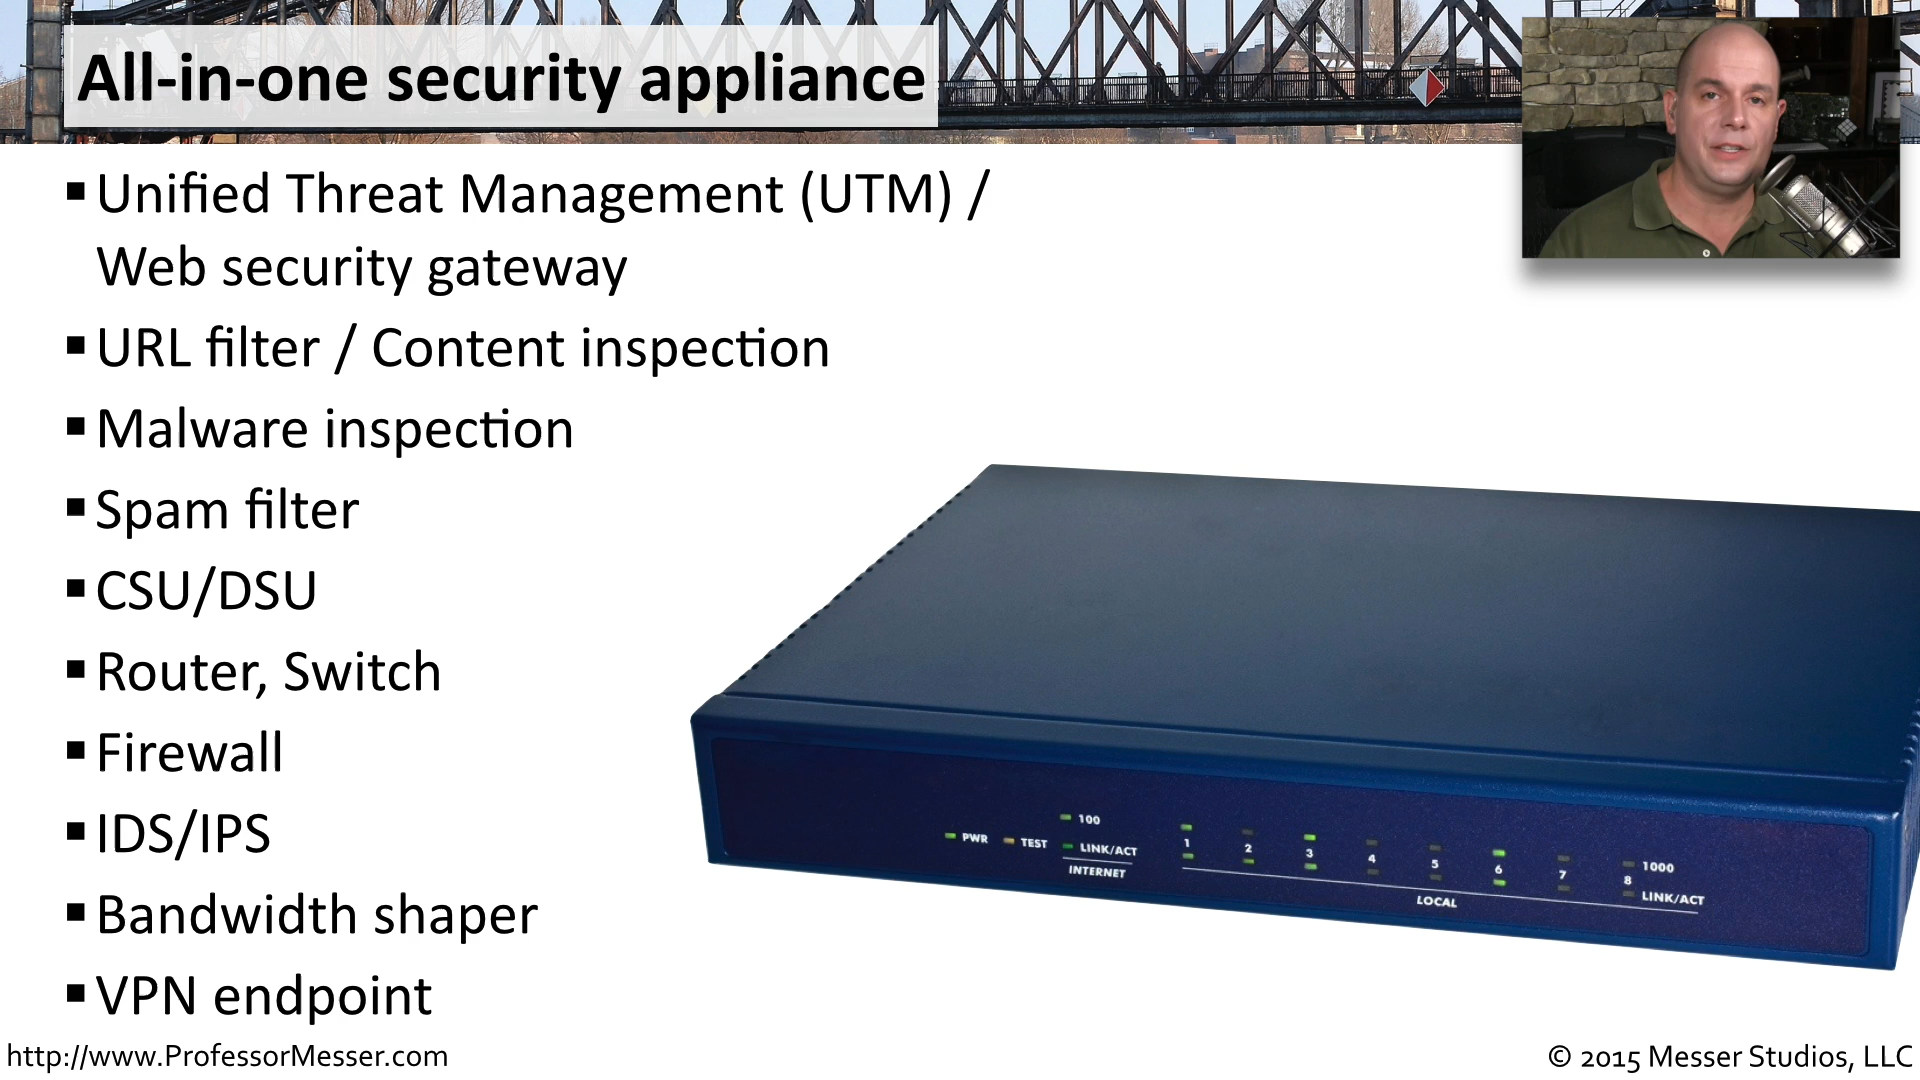 All-in-one security appliance
▪Unified Threat Management (UTM) /
Web security gateway
▪URL filter / Content inspection
▪Malware inspection
▪Spam filter
▪CSU/DSU
▪Router, Switch
▪Firewall
▪IDS/IPS
▪Bandwidth shaper
▪VPN endpoint
100
PWR TEST LINK/ACT
INTERNET
1 2 3 4 5 6 7 8
1000
LINK/ACT
LOCAL
http://www.ProfessorMesser.com
© 2015 Messer Studios, LLC